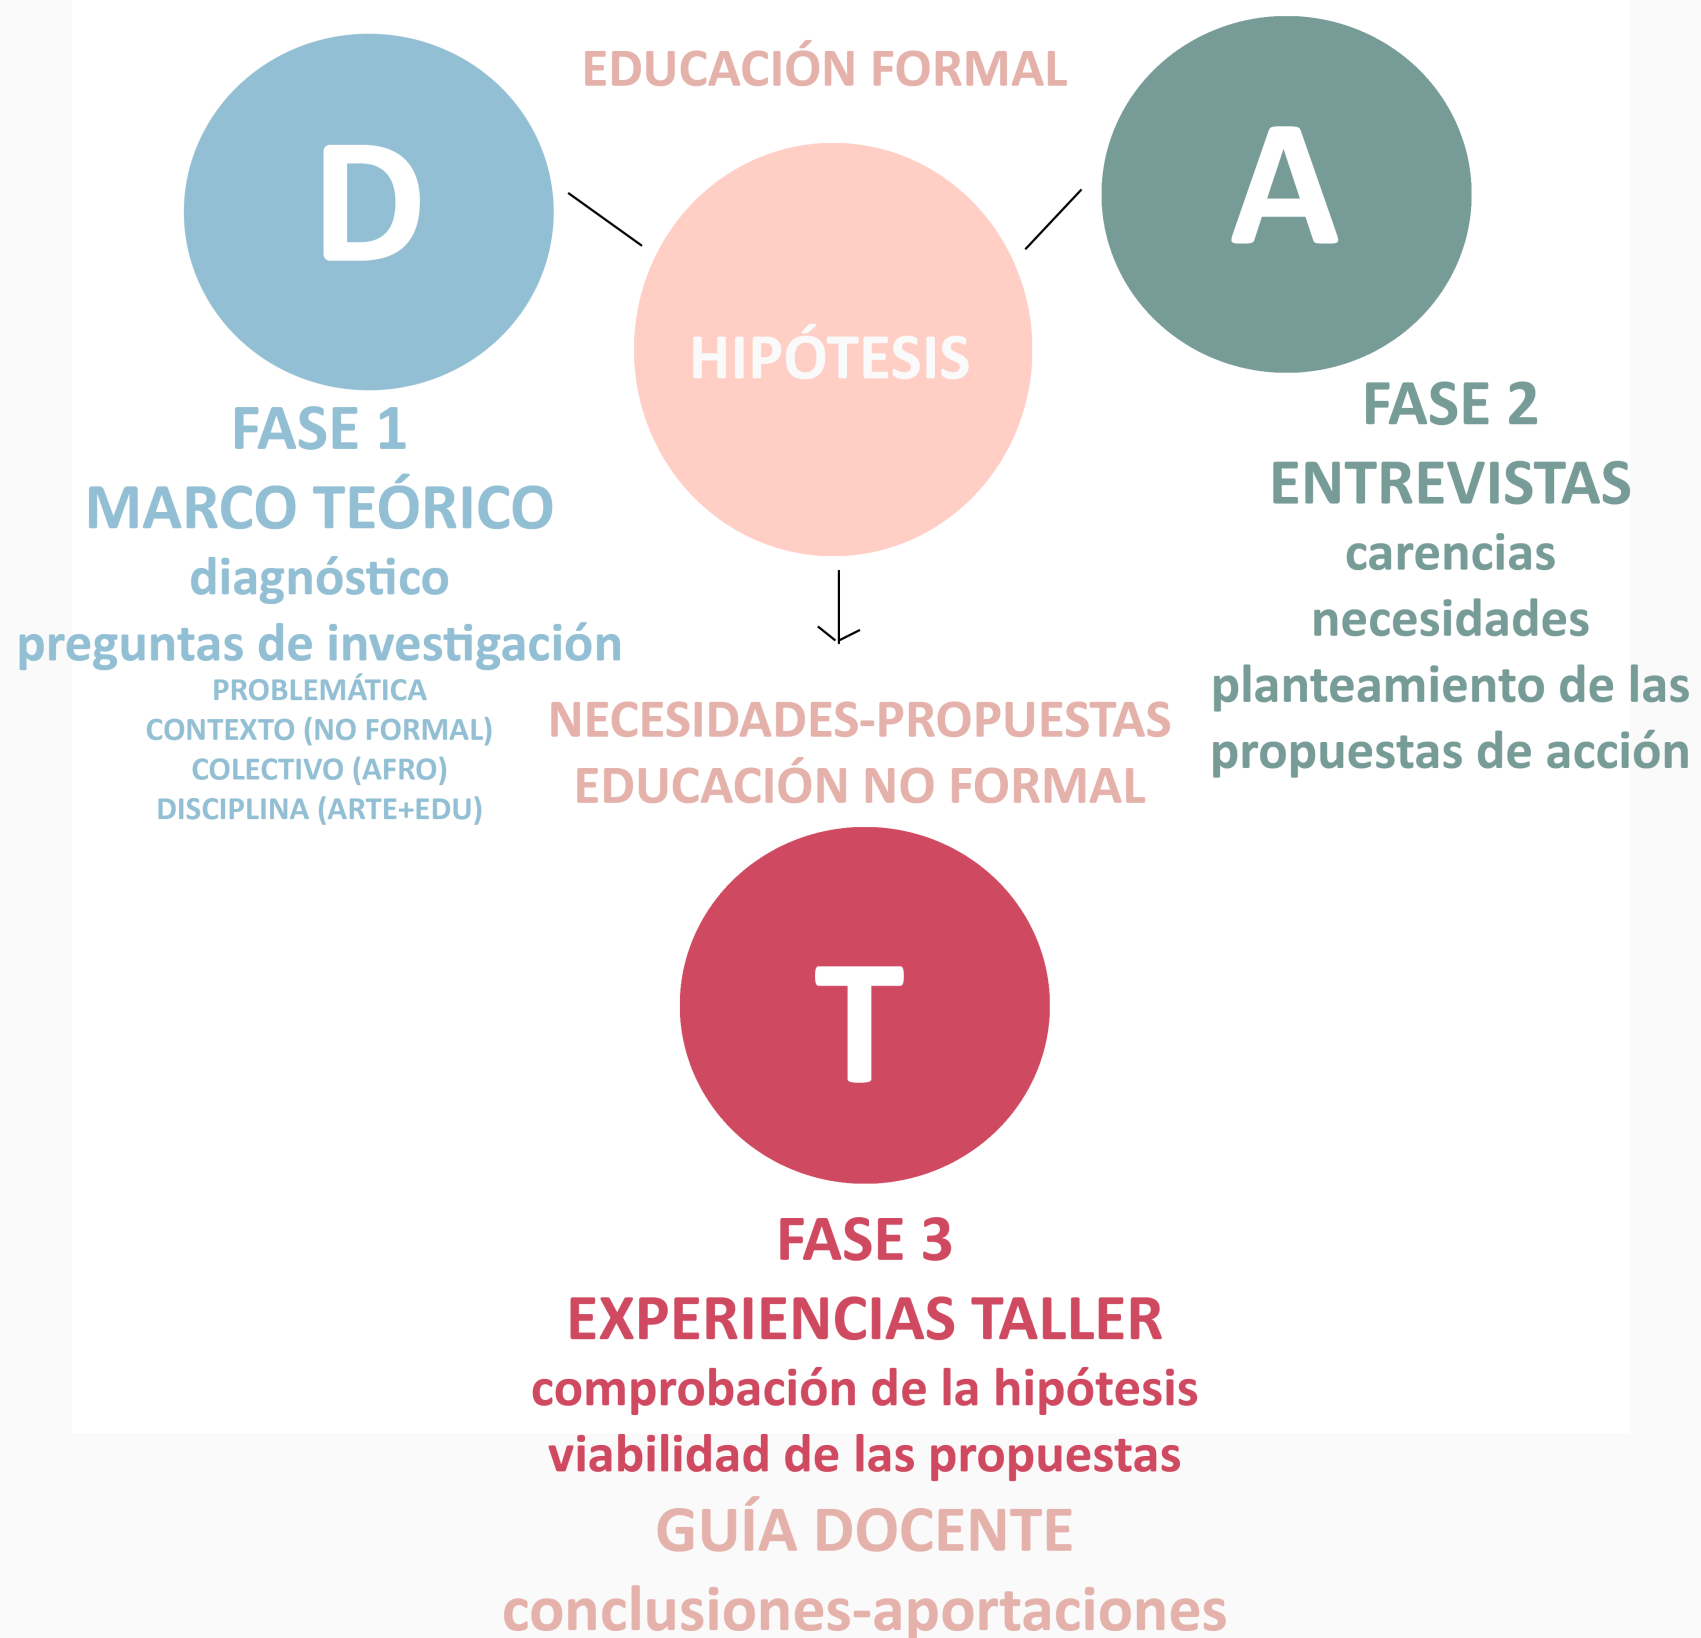 EDUCACIÓN FORMAL
D
FASE 1
MARCO TEÓRICO
diagnóstico
preguntas de investigación
PROBLEMÁTICA
CONTEXTO (NO FORMAL)
COLECTIVO (AFRO)
DISCIPLINA (ARTE+EDU)
HIPÓTESIS
A
FASE 2
ENTREVISTAS
carencias
necesidades
planteamiento de las
propuestas de acción
NECESIDADES-PROPUESTAS
EDUCACIÓN NO FORMAL
T
FASE 3
EXPERIENCIAS TALLER
comprobación de la hipótesis
viabilidad de las propuestas
GUÍA DOCENTE
conclusiones-aportaciones